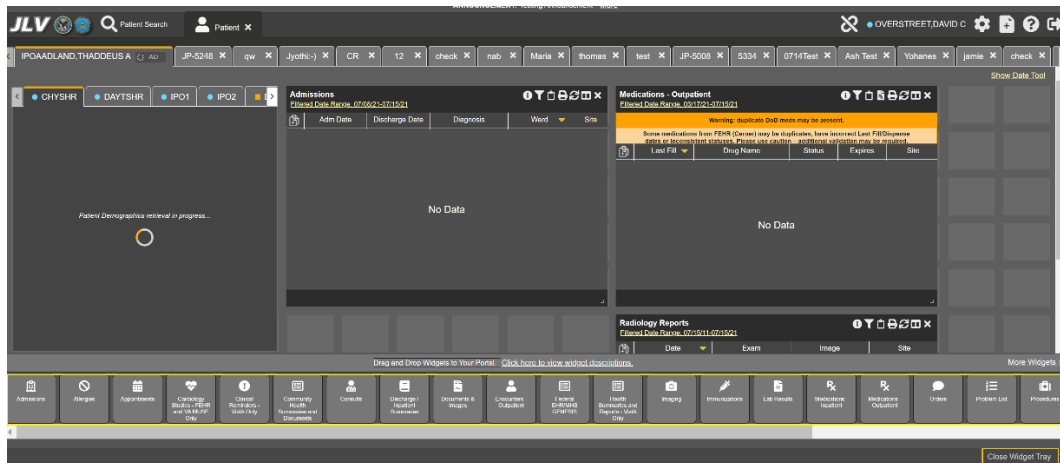 ANNOUNCEMENT: Testing Announcement More
JLV Patient Search Patient X OVERSTREET,DAVID C
IPOAADLAND,THADDEUS A JP-5248 X qw X Jyothi:-) X CR X 12 X check X nab X Maria X thomas X test X JP-5008 X 5334 X 0714Test X Ash Test X Yohanes X jamie X check X
Show Date Tool
CHYSHR DAYTSHR IPO1 IPO2
Patient Demographics retrieval in progress...
Admissions
Filtered Date Range, 07/08/21-07/15/21
Adm Date Discharge Date Diagnosis Ward Site
No Data
Medications - Outpatient
Filtered Date Range, 03/17/21-07/15/21
Warning: duplicate DoD meds may be present.
Some medications from FEHR (Cerner) may be duplicates, have incorrect Last Fill/Dispense
dates or inconsistent statuses. Please use caution - additional validation may be required.
Last Fill Drug Name Status Expires Site
No Data
Radiology Reports
Filtered Date Range, 07/15/11-07/15/21
Date Exam Image Site
Drag and Drop Widgets to Your Portal. Click here to view widget descriptions.
More Widgets
Admissions
Allergies
Appointments
Cardiology
Studies - FEHR
and VA MUSE
Only
Clinical
Reminders -
VistA Only
Community
Health
Summaries and
Documents
Consults
Discharge /
Inpatient
Summaries
Documents &
Images
Encounters
Outpatient
Federal
EHR/MHS
GENESIS
Health
Summaries and
Reports - VistA
Only
Imaging
Immunizations
Lab Results
Medications
Inpatient
Medications
Outpatient
Orders
Problem List
Procedures
Close Widget Tray